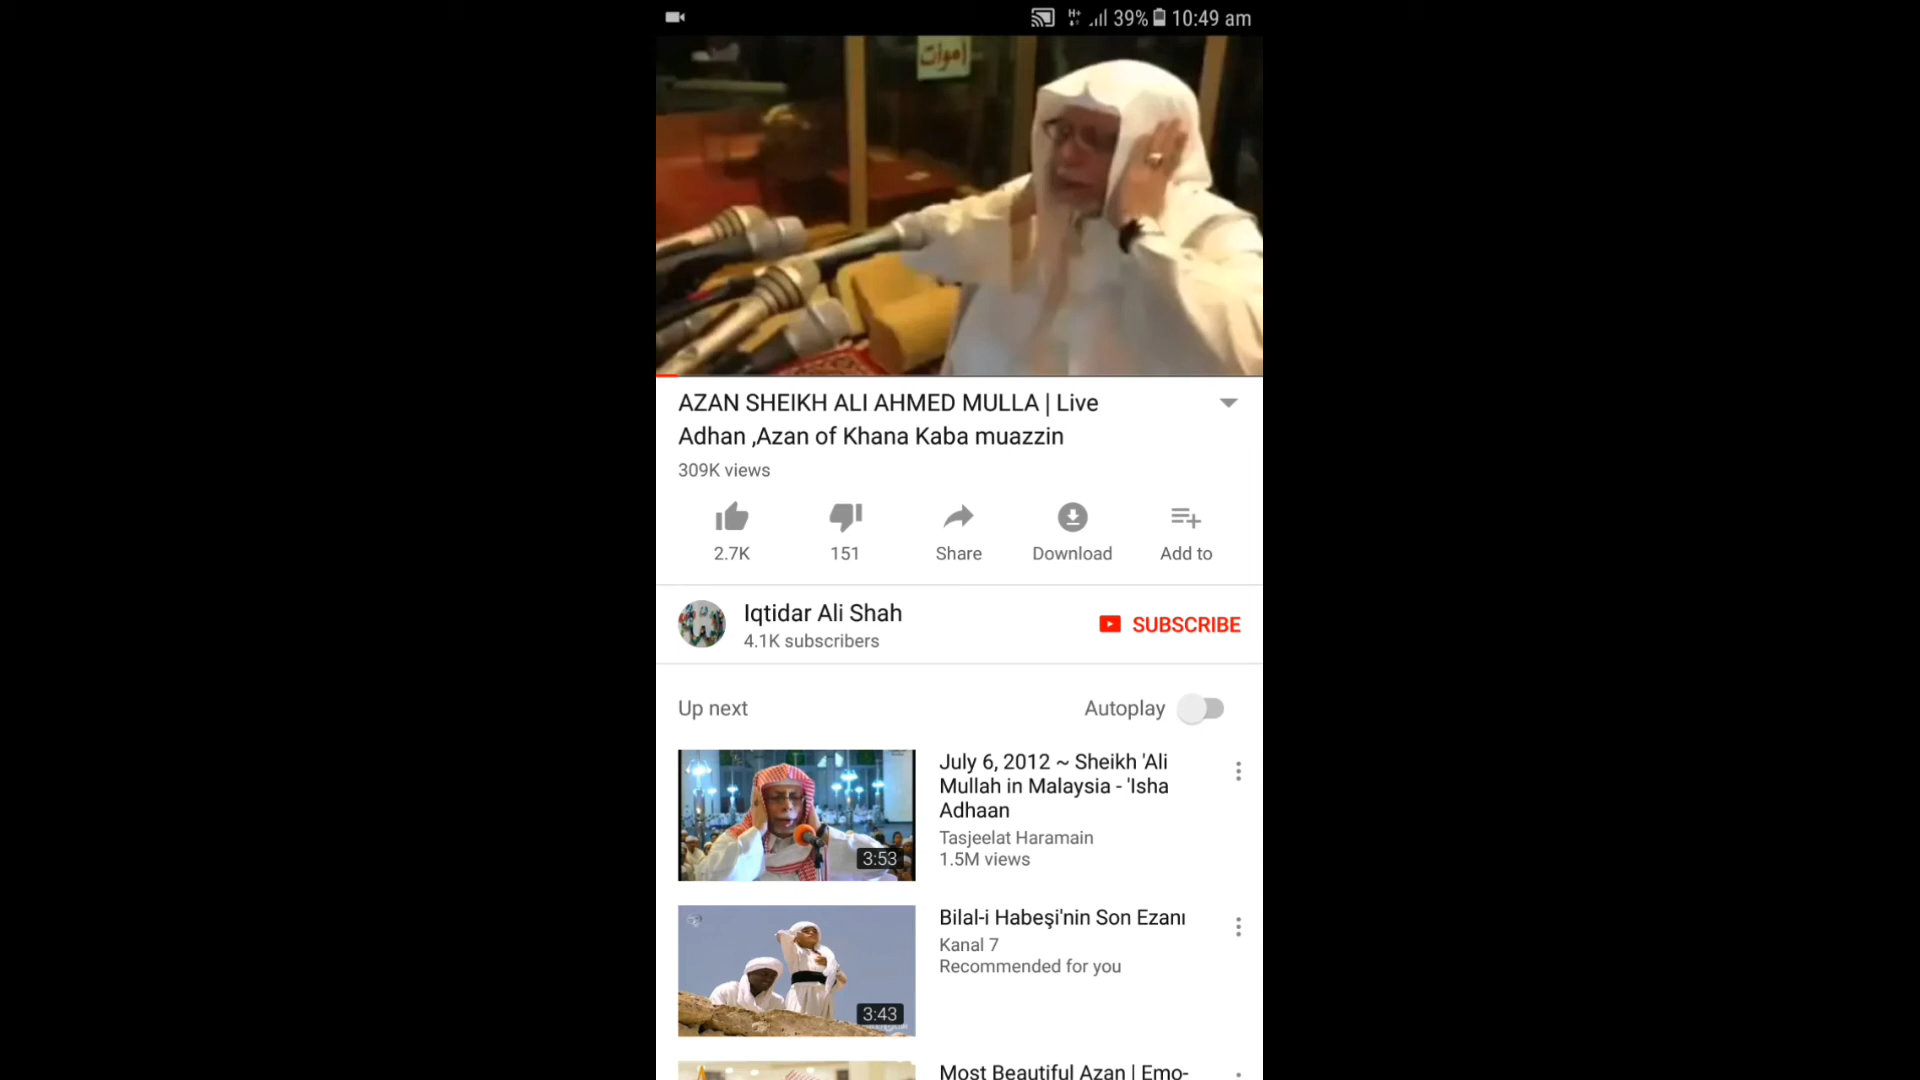 H+ 39% 10:49 am
أموات
AZAN SHEIKH ALI AHMED MULLA | Live
Adhan ,Azan of Khana Kaba muazzin
309K views
2.7K 151 Share Download Add to
Iqtidar Ali Shah
4.1K subscribers
SUBSCRIBE
Up next Autoplay
July 6, 2012 ~ Sheikh 'Ali
Mullah in Malaysia - 'Isha
Adhaan
Tasjeelat Haramain
1.5M views
3:53
Bilal-i Habeşi'nin Son Ezanı
Kanal 7
Recommended for you
3:43
Most Beautiful Azan | Emo-